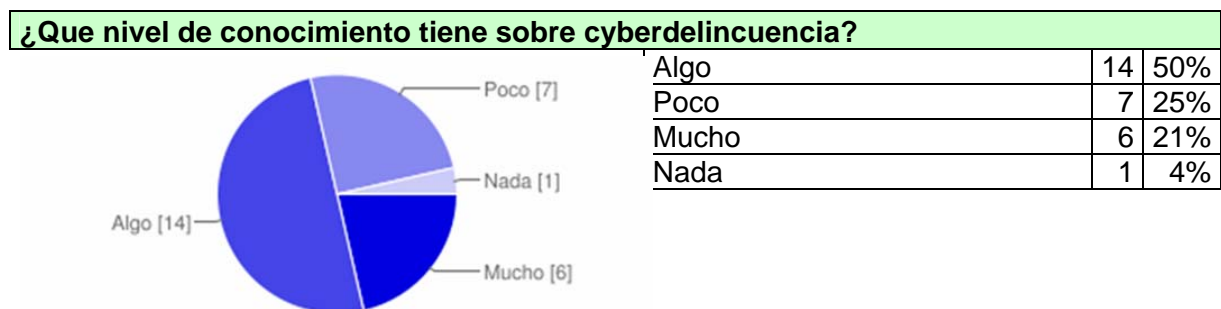 ¿Que nivel de conocimiento tiene sobre cyberdelincuencia?
Poco [7]
Nada [1]
Algo [14]
Mucho [6]
Algo 14 50%
Poco 7 25%
Mucho 6 21%
Nada 1 4%